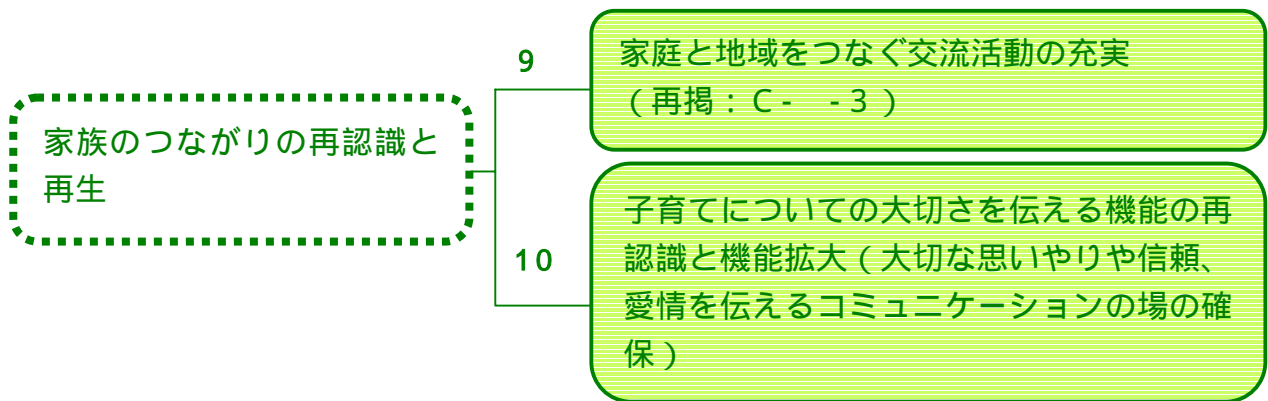 家族のつながりの再認識と
再生
9
家庭と地域をつなぐ交流活動の充実
（再掲：C-　-3）
10
子育てについての大切さを伝える機能の再
認識と機能拡大（大切な思いやりや信頼、
愛情を伝えるコミュニケーションの場の確
保）